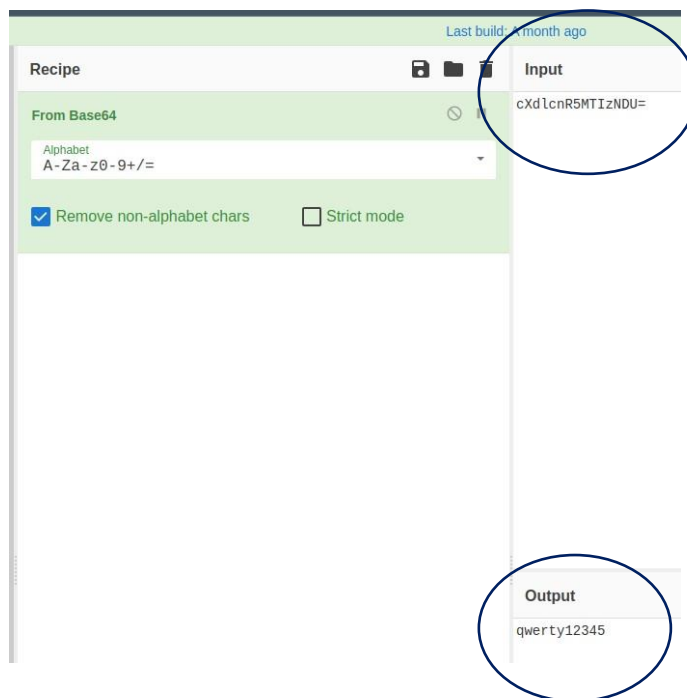 Last build: A month ago
Recipe
From Base64
Alphabet
A-Za-z0-9+/=
Remove non-alphabet chars
Strict mode
Input
cXdlcnR5MTIzNDU=
Output
qwerty12345